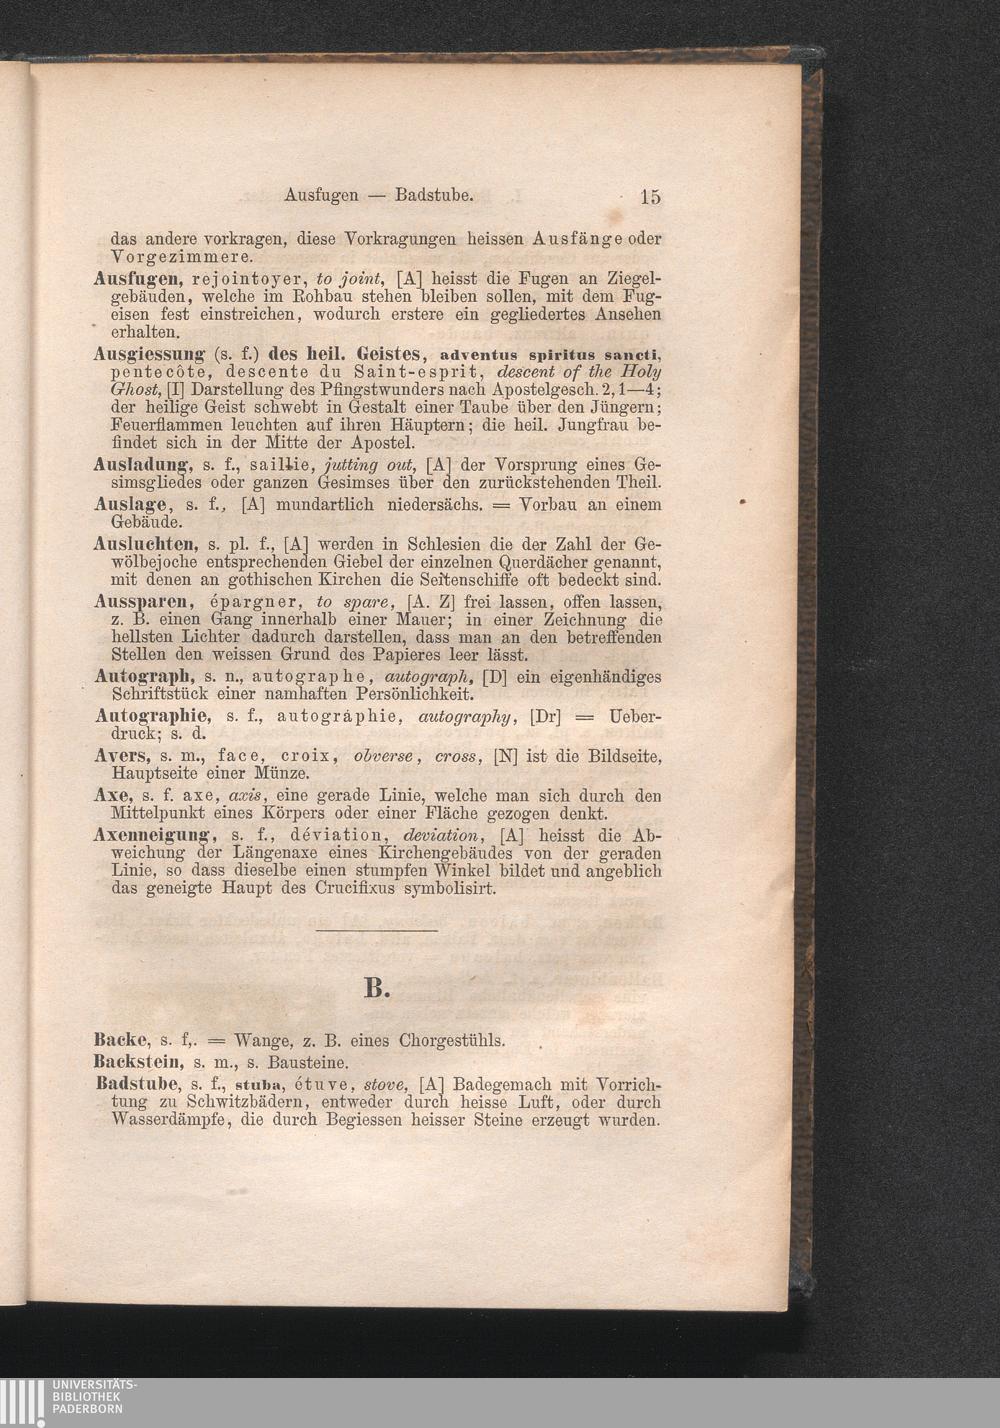 Ausfugen — Badstube. 15
das andere vorkragen, diese Vorkragungen heissen Ausfänge oder
Vorgezimmere.
Ausfugen, rejointoyer, to joint, [A] heisst die Fugen an Ziegel-
gebäuden, welche im Rohbau stehen bleiben sollen, mit dem Fug-
eisen fest einstreichen, wodurch erstere ein gegliedertes Ansehen
erhalten.
Ausgiessung (s. f.) des heil. Geistes, adventus spiritus sancti,
pentecôte, descente du Saint-esprit, descent of the Holy
Ghost, [I] Darstellung des Pfingstwunders nach Apostelgesch. 2, 1—4;
der heilige Geist schwebt in Gestalt einer Taube über den Jüngern;
Feuerflammen leuchten auf ihren Häuptern; die heil. Jungfrau be-
findet sich in der Mitte der Apostel.
Ausladung, s. f., saillie, jutting out, [A] der Vorsprung eines Ge-
simsgliedes oder ganzen Gesimses über den zurückstehenden Theil.
Auslage, s. f., [A] mundartlich niedersächs. = Vorbau an einem
Gebäude.
Ausluchten, s. pl. f., [A] werden in Schlesien die der Zahl der Ge-
wölbejoche entsprechenden Giebel der einzelnen Querdächer genannt,
mit denen an gothischen Kirchen die Seitenschiffe oft bedeckt sind.
Aussparen, épargner, to spare, [A. Z] frei lassen, offen lassen,
z. B. einen Gang innerhalb einer Mauer; in einer Zeichnung die
hellsten Lichter dadurch darstellen, dass man an den betreffenden
Stellen den weissen Grund des Papieres leer lässt.
Autograph, s. n., autographe, autograph, [D] ein eigenhändiges
Schriftstück einer namhaften Persönlichkeit.
Autographie, s. f., autográphie, autography, [Dr] = Ueber-
druck; s. d.
Avers, s. m., face, croix, obverse, cross, [N] ist die Bildseite,
Hauptseite einer Münze.
Axe, s. f. axe, axis, eine gerade Linie, welche man sich durch den
Mittelpunkt eines Körpers oder einer Fläche gezogen denkt.
Axenneigung, s. f., déviation, deviation, [A] heisst die Ab-
weichung der Längenaxe eines Kirchengebäudes von der geraden
Linie, so dass dieselbe einen stumpfen Winkel bildet und angeblich
das geneigte Haupt des Crucifixus symbolisirt.
B.
Backe, s. f,. = Wange, z. B. eines Chorgestühls.
Backstein, s. m., s. Bausteine.
Badstube, s. f., stuba, étuve, stove, [A] Badegemach mit Vorrich-
tung zu Schwitzbädern, entweder durch heisse Luft, oder durch
Wasserdämpfe, die durch Begiessen heisser Steine erzeugt wurden.
UNIVERSITÄTS-
BIBLIOTHEK
PADERBORN